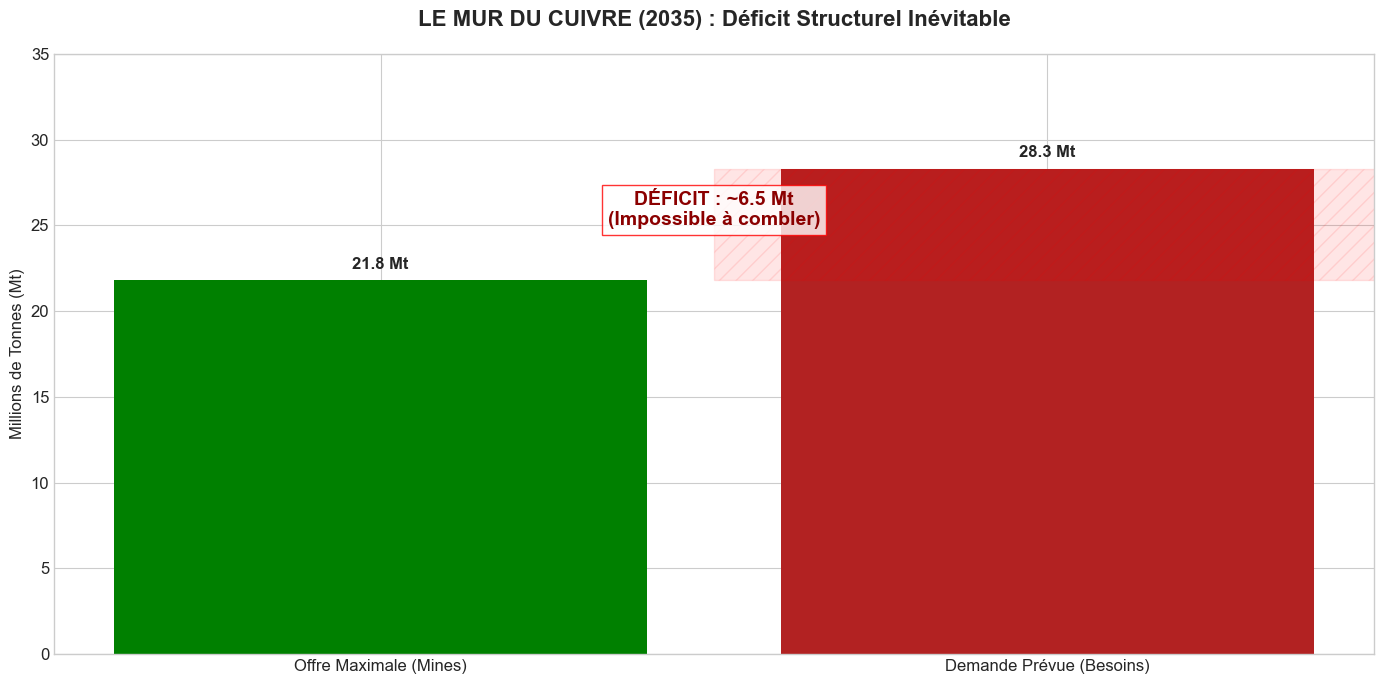 LE MUR DU CUIVRE (2035) : Déficit Structurel Inévitable
Millions de Tonnes (Mt)
35
30
25
20
15
10
5
0
21.8 Mt
DÉFICIT : ~6.5 Mt
(Impossible à combler)
28.3 Mt
Offre Maximale (Mines)
Demande Prévue (Besoins)